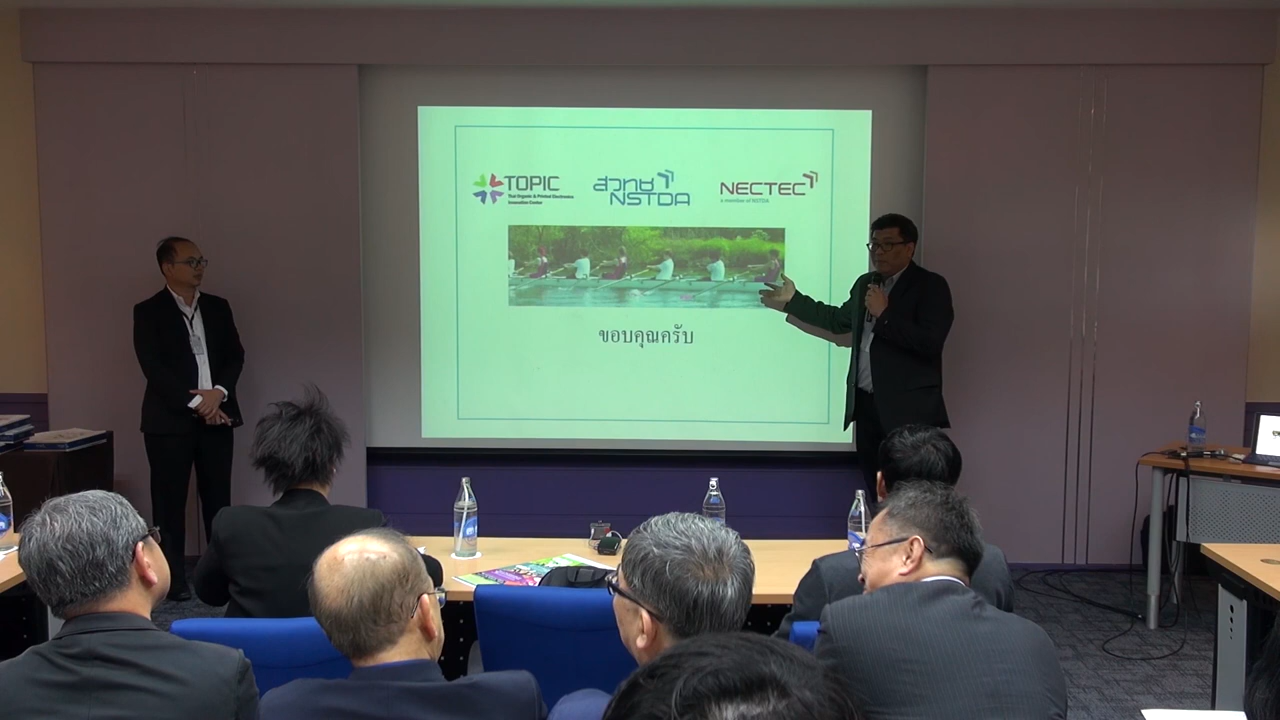 TOPIC
Thai Organic & Printed Electronics
Innovation Center
สวทช
NSTDA
NECTEC
a member of NSTDA
ขอบคุณครับ